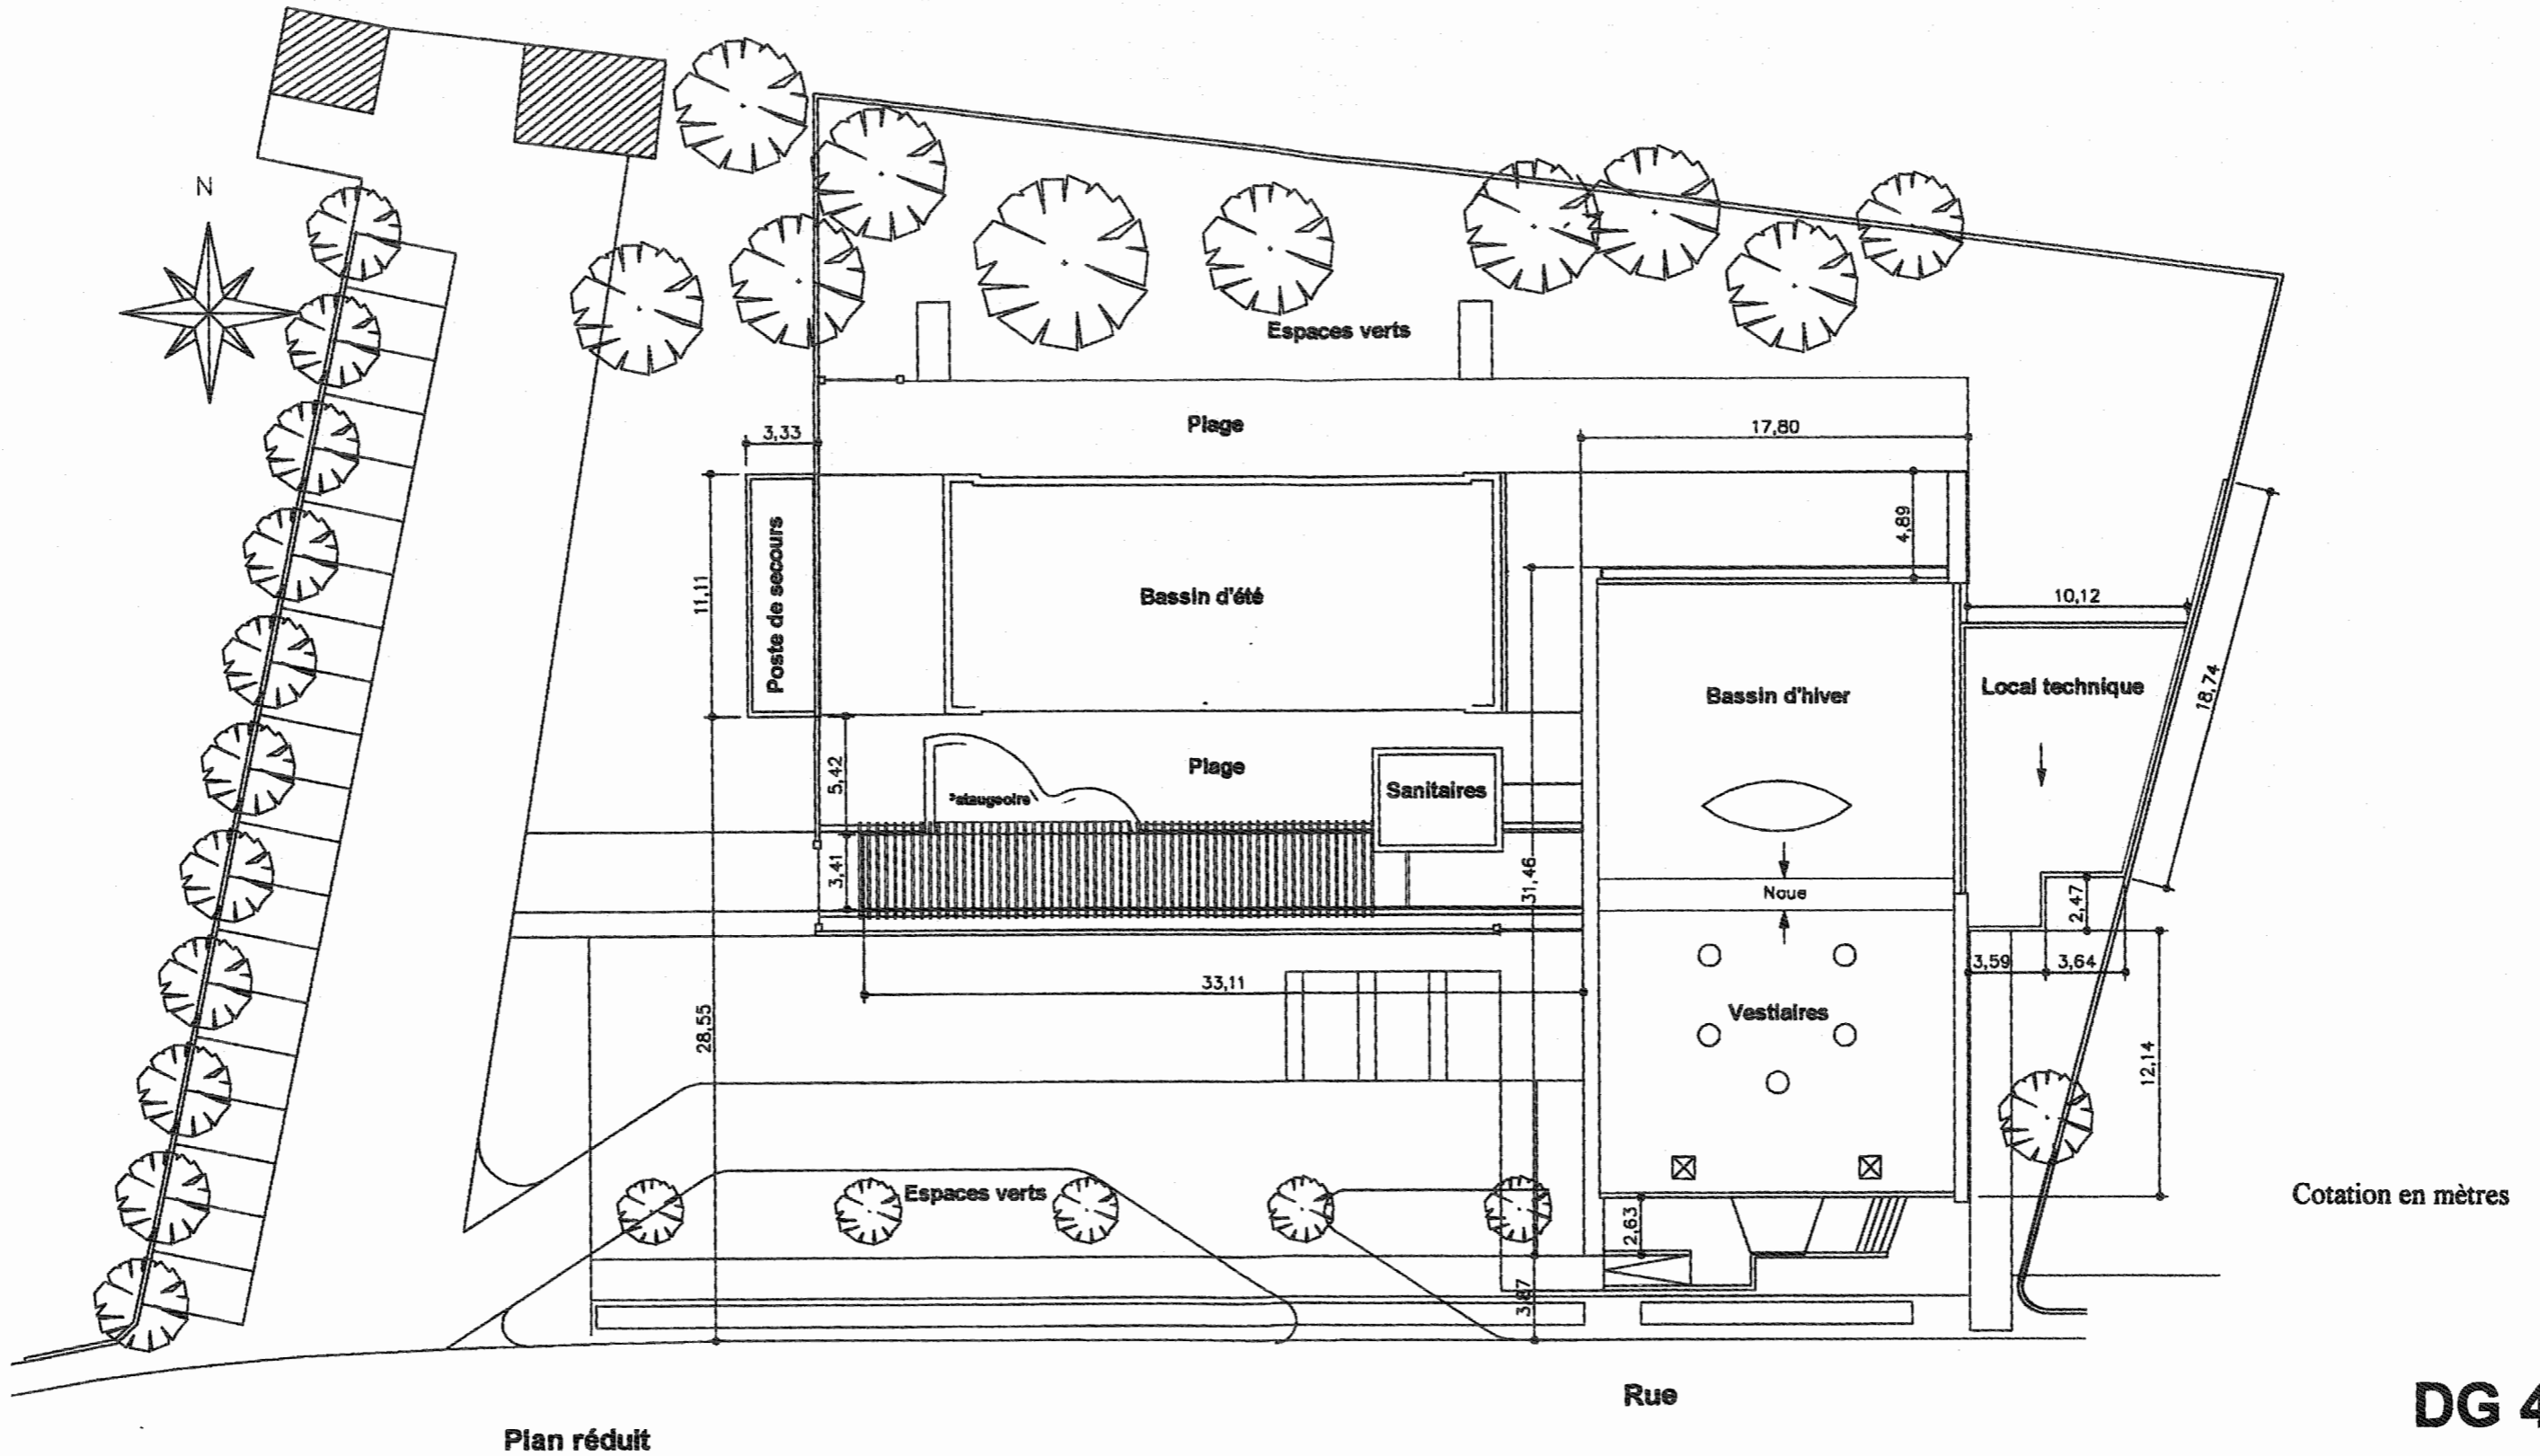 N
Espaces verts
Plage
3,33
17,80
4,89
11,11
Poste de secours
Bassin d'été
10,12
Bassin d'hiver
Local technique
18,74
5,42
Plage
Sanitaires
3,41
31,46
Noue
2,47
3,59
3,64
33,11
28,55
Vestiaires
12,14
Espaces verts
2,63
3,87
Cotation en mètres
Rue
DG 4
Plan réduit